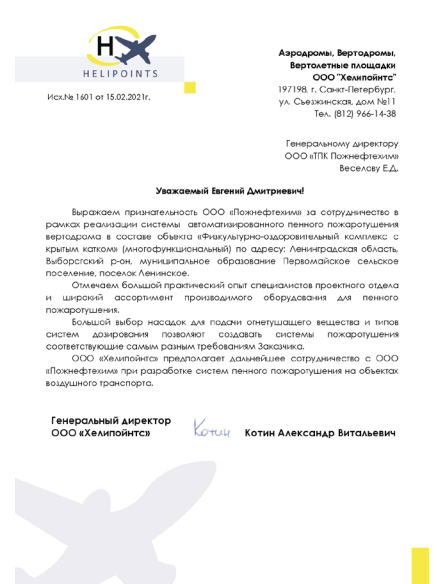 H
HELIPOINTS
Аэродромы, Вертодромы,
Вертолетные площадки
ООО "Хелипойнтс"
197198, г. Санкт-Петербург,
ул. Съезжинская, дом №11
Тел. (812) 966-14-38
Исх.№ 1601 от 15.02.2021г.
Генеральному директору
ООО «ТПК Пожнефтехим»
Веселову Е.Д.
Уважаемый Евгений Дмитриевич!
Выражаем признательность ООО «Пожнефтехим» за сотрудничество в
рамках реализации системы автоматизированного пенного пожаротушения
вертодрома в составе объекта «Физкультурно-оздоровительный комплекс с
крытым катком» (многофункциональный) по адресу: Ленинградская область,
Выборгский р-он, муниципальное образование Первомайское сельское
поселение, поселок Ленинское.
Отмечаем большой практический опыт специалистов проектного отдела
и широкий ассортимент производимого оборудования для пенного
пожаротушения.
Большой выбор насадок для подачи огнетушащего вещества и типов
систем дозирования позволяют создавать системы пожаротушения
соответствующие самым разным требованиям Заказчика.
ООО «Хелипойнтс» предполагает дальнейшее сотрудничество с ООО
«Пожнефтехим» при разработке систем пенного пожаротушения на объектах
воздушного транспорта.
Генеральный директор
ООО «Хелипойнтс»
Котин
Котин Александр Витальевич